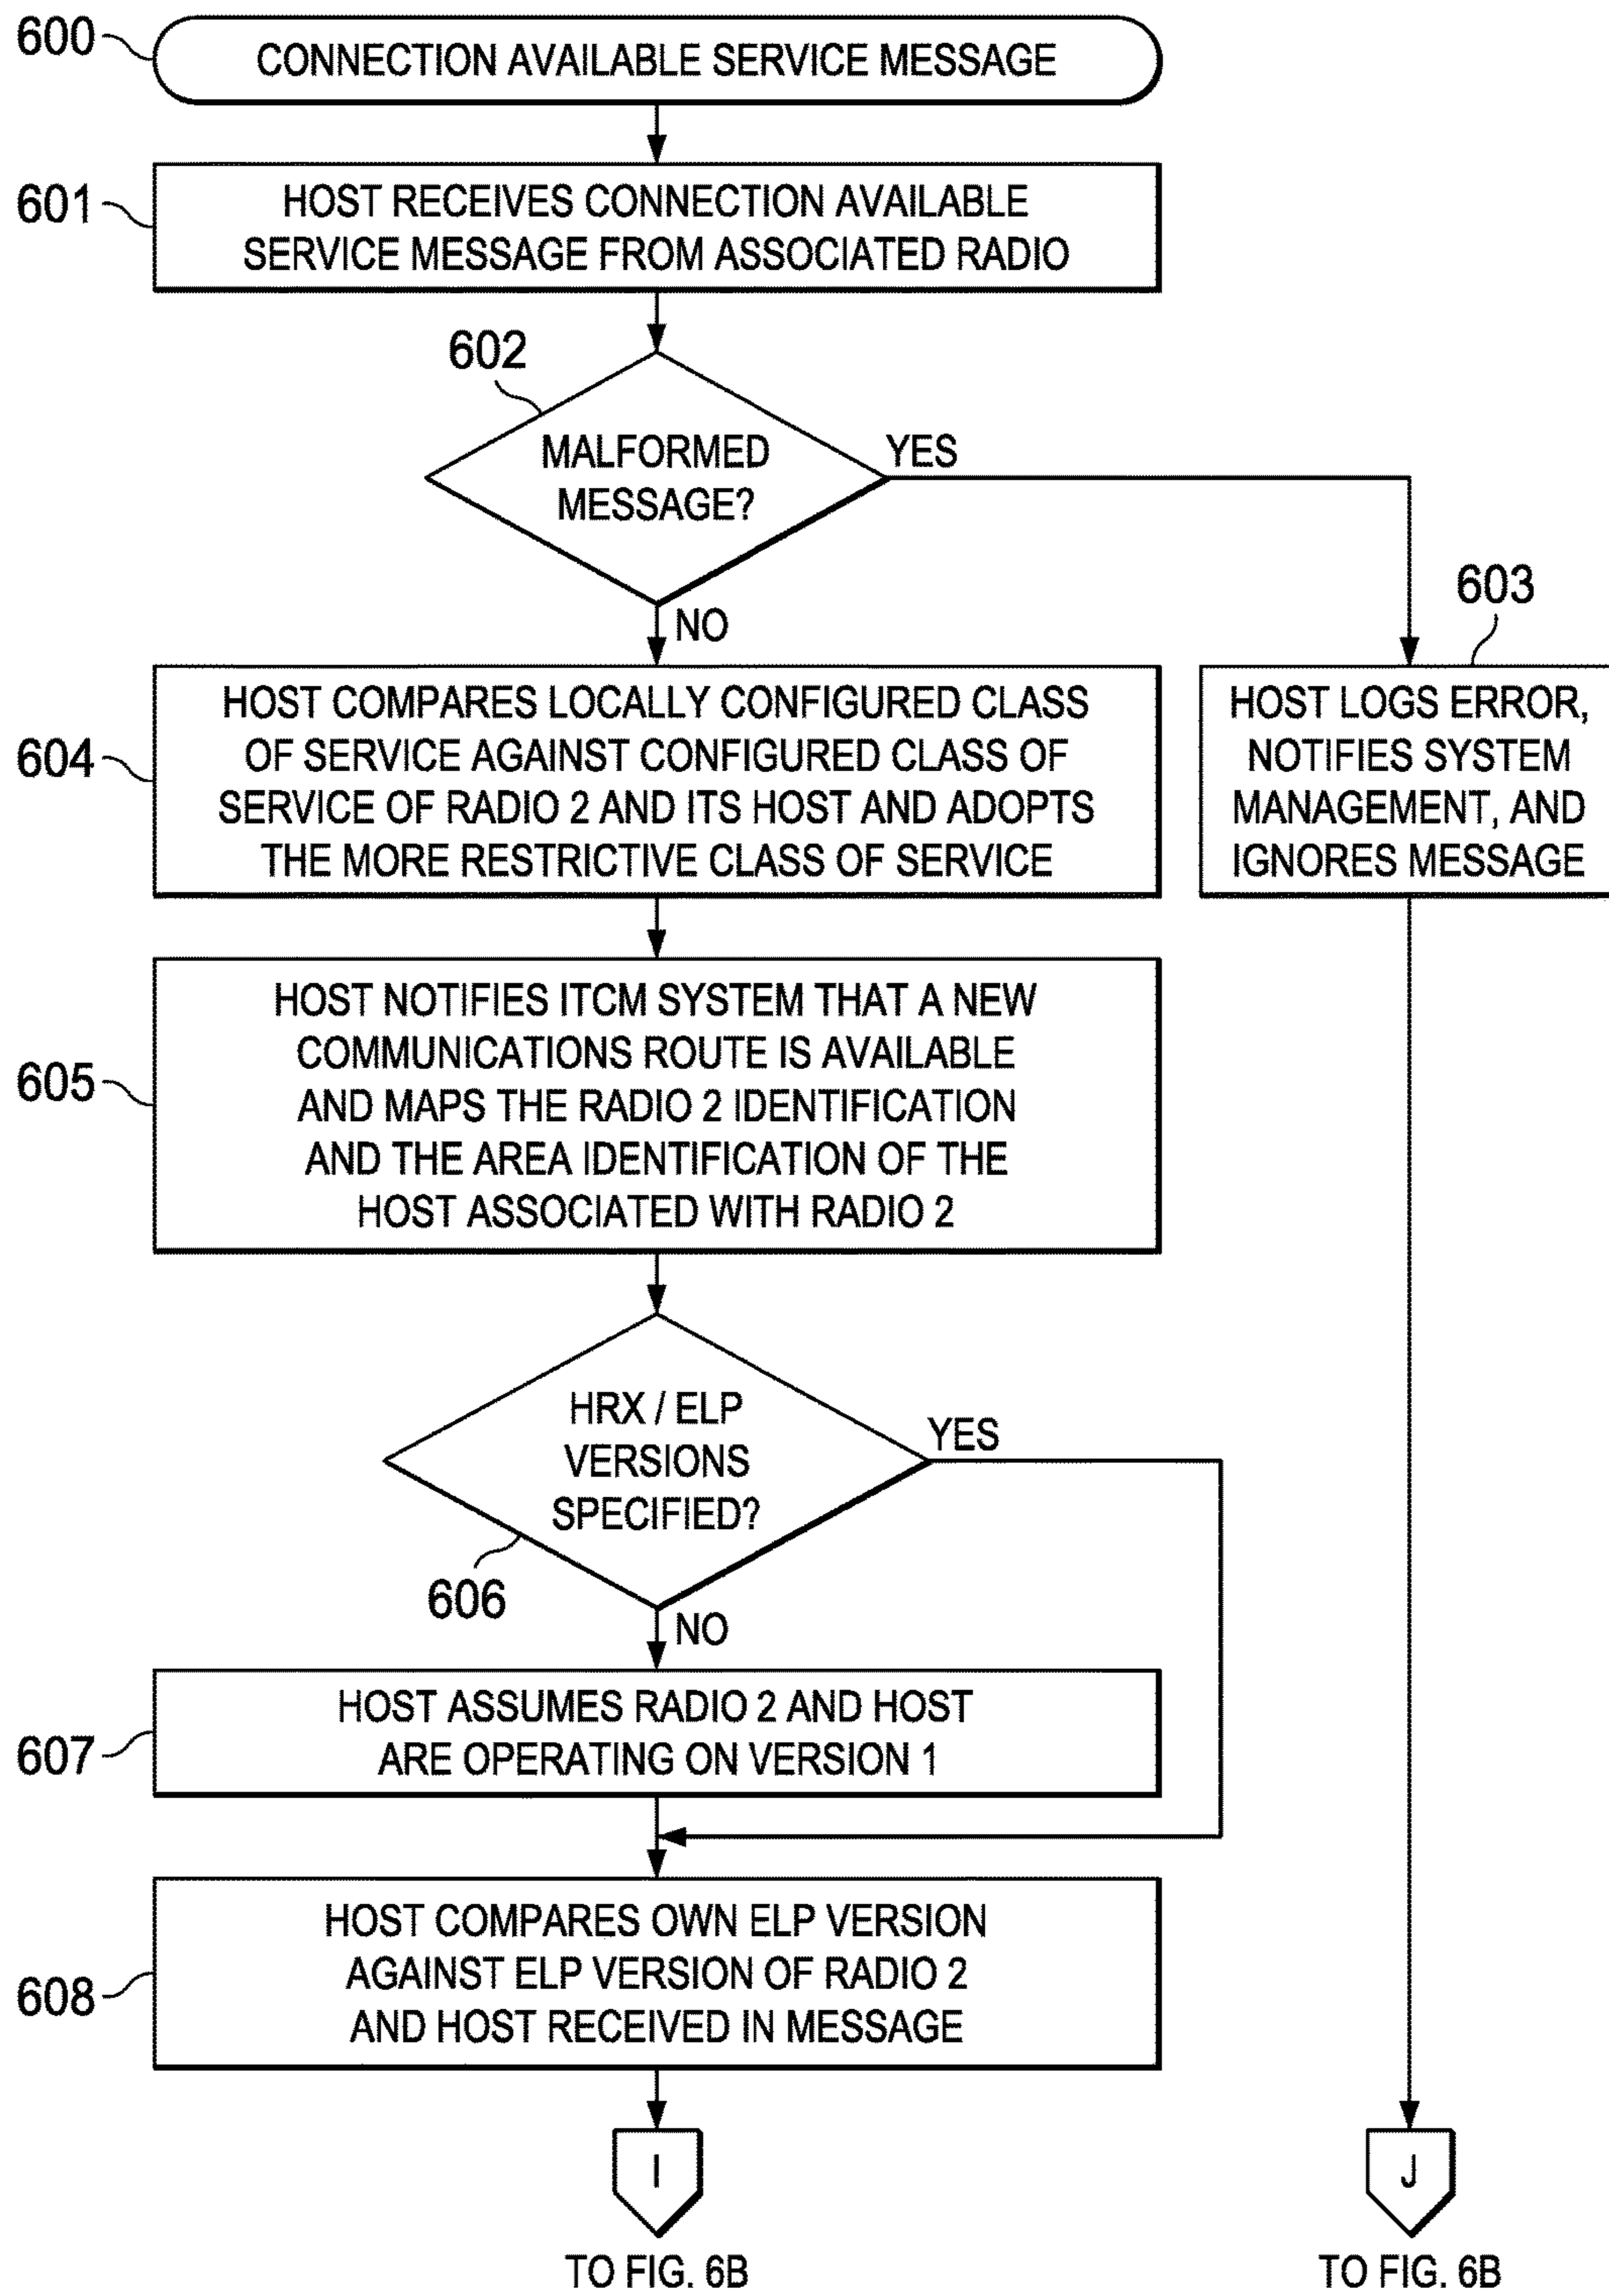 600
CONNECTION AVAILABLE SERVICE MESSAGE
601
HOST RECEIVES CONNECTION AVAILABLE
SERVICE MESSAGE FROM ASSOCIATED RADIO
602
MALFORMED
MESSAGE?
YES
NO
603
HOST LOGS ERROR,
NOTIFIES SYSTEM
MANAGEMENT, AND
IGNORES MESSAGE
604
HOST COMPARES LOCALLY CONFIGURED CLASS
OF SERVICE AGAINST CONFIGURED CLASS OF
SERVICE OF RADIO 2 AND ITS HOST AND ADOPTS
THE MORE RESTRICTIVE CLASS OF SERVICE
605
HOST NOTIFIES ITCM SYSTEM THAT A NEW
COMMUNICATIONS ROUTE IS AVAILABLE
AND MAPS THE RADIO 2 IDENTIFICATION
AND THE AREA IDENTIFICATION OF THE
HOST ASSOCIATED WITH RADIO 2
HRX / ELP
VERSIONS
SPECIFIED?
YES
606
NO
607
HOST ASSUMES RADIO 2 AND HOST
ARE OPERATING ON VERSION 1
608
HOST COMPARES OWN ELP VERSION
AGAINST ELP VERSION OF RADIO 2
AND HOST RECEIVED IN MESSAGE
I
TO FIG. 6B
J
TO FIG. 6B